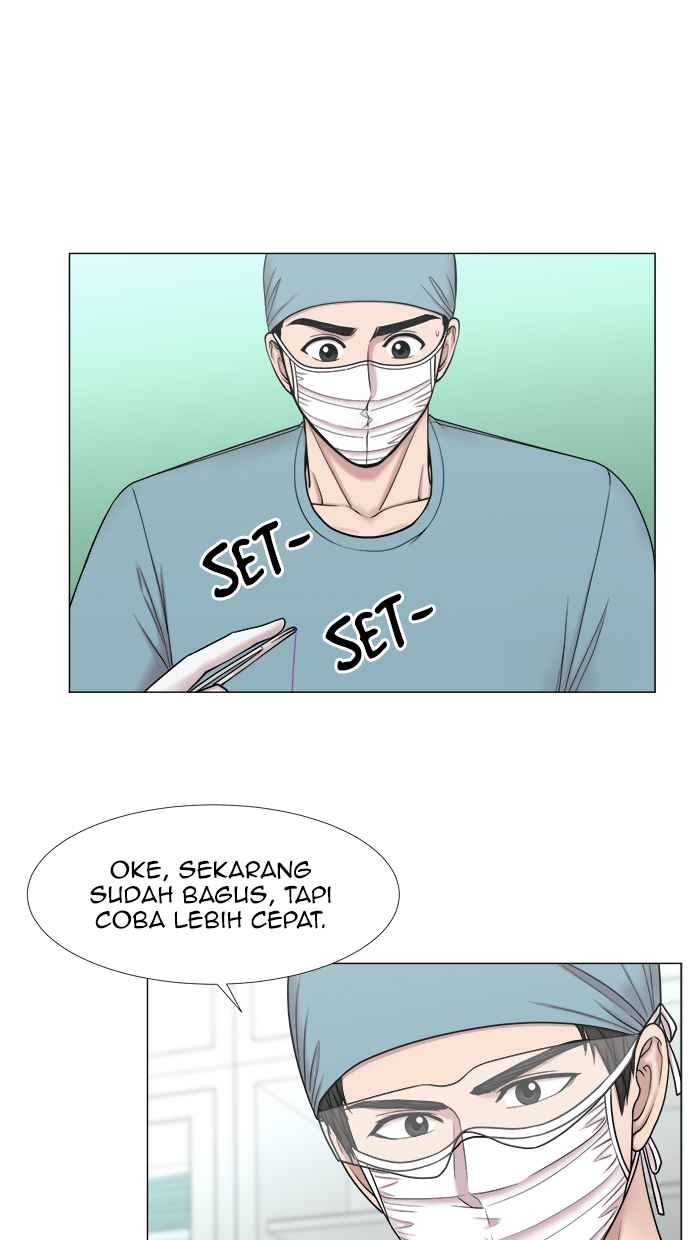 SET-
SET-
OKE, SEKARANG
SUDAH BAGUS, TAPI
COBA LEBIH CEPAT.